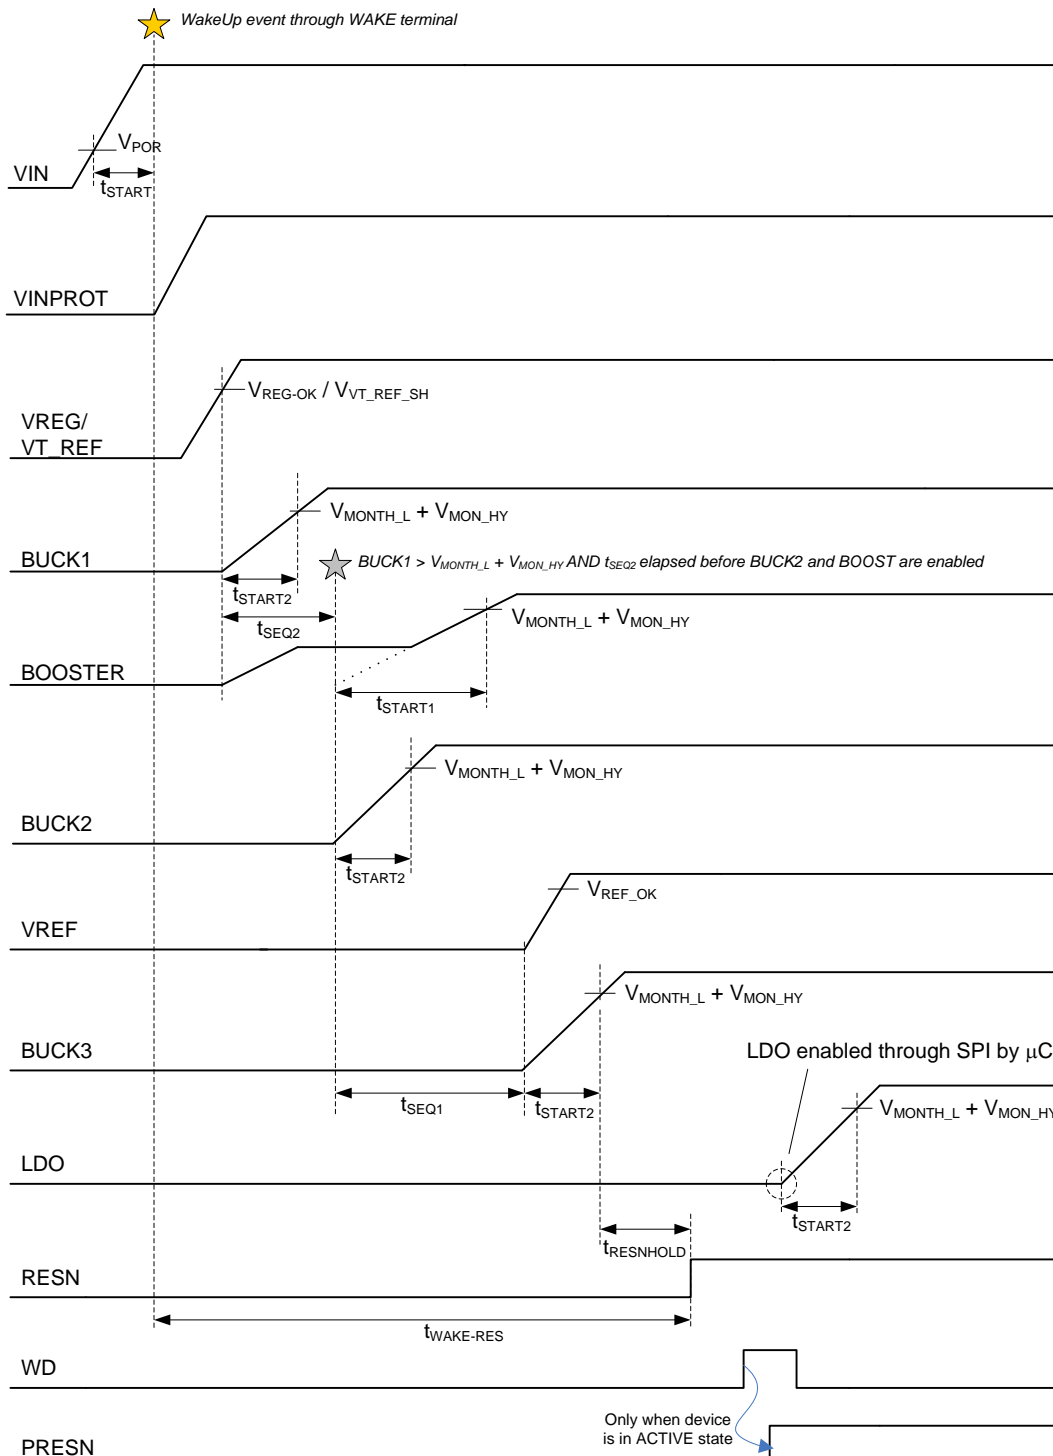 WakeUp event through WAKE terminal
VPOR
VIN
tSTART
VINPROT
VREG-OK / VVT_REF_SH
VREG/
VT_REF
VMONTH_L + VMON_HY
BUCK1
BUCK1 > VMONTH_L + VMON_HY AND tSEQ2 elapsed before BUCK2 and BOOST are enabled
tSTART2
tSEQ2
VMONTH_L + VMON_HY
BOOSTER
tSTART1
VMONTH_L + VMON_HY
BUCK2
tSTART2
VREF_OK
VREF
VMONTH_L + VMON_HY
BUCK3
LDO enabled through SPI by µC
tSEQ1
tSTART2
VMONTH_L + VMON_HY
LDO
tSTART2
tRESNHOLD
RESN
tWAKE-RES
WD
Only when device
is in ACTIVE state
PRESN